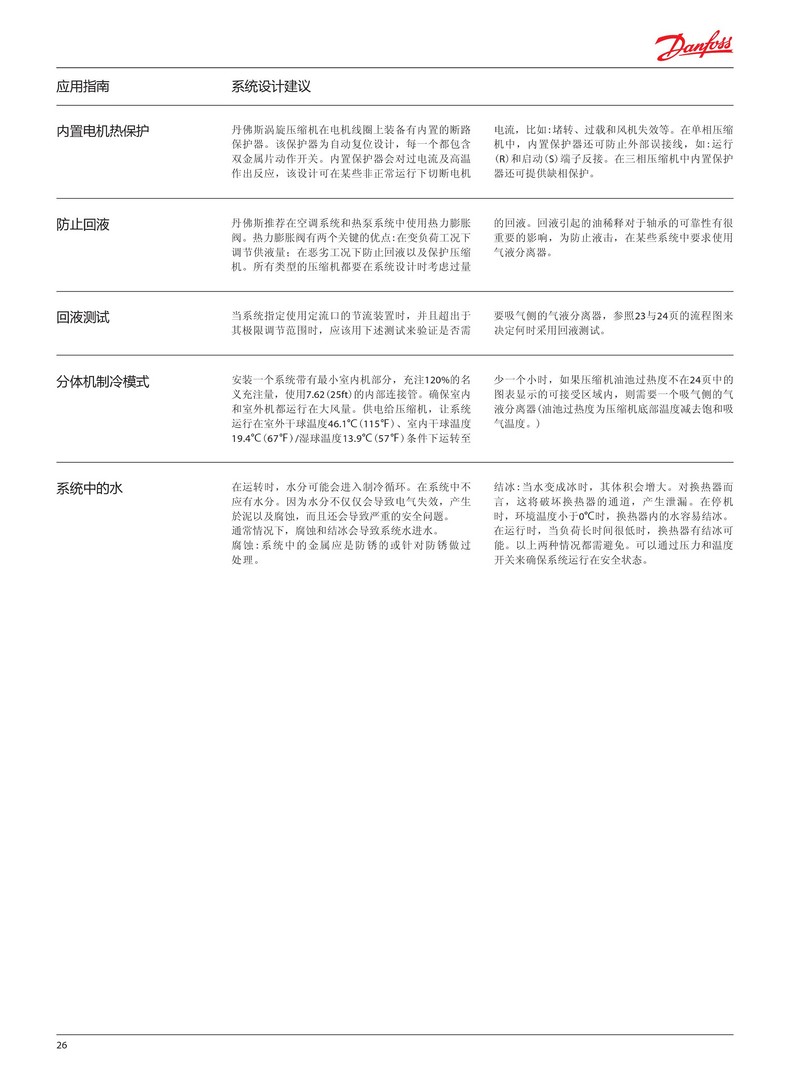 Danfoss
应用指南
系统设计建议
内置电机热保护
丹佛斯涡旋压缩机在电机线圈上装备有内置的断路
保护器。该保护器为自动复位设计，每一个都包含
双金属片动作开关。内置保护器会对过电流及高温
作出反应，该设计可在某些非正常运行下切断电机
电流，比如:堵转、过载和风机失效等。在单相压缩
机中，内置保护器还可防止外部误接线，如:运行
(R)和启动(S)端子反接。在三相压缩机中内置保护
器还可提供缺相保护。
防止回液
丹佛斯推荐在空调系统和热泵系统中使用热力膨胀
阀。热力膨胀阀有两个关键的优点:在变负荷工况下
调节供液量；在恶劣工况下防止回液以及保护压缩
机。所有类型的压缩机都要在系统设计时考虑过量
的回液。回液引起的油稀释对于轴承的可靠性有很
重要的影响，为防止液击，在某些系统中要求使用
气液分离器。
回液测试
当系统指定使用定流口的节流装置时，并且超出于
其极限调节范围时，应该用下述测试来验证是否需
要吸气侧的气液分离器，参照23与24页的流程图来
决定何时采用回液测试。
分体机制冷模式
安装一个系统带有最小室内机部分，充注120%的名
义充注量，使用7.62(25ft)的内部连接管。确保室内
和室外机都运行在大风量。供电给压缩机，让系统
运行在室外干球温度46.1℃(115℉)、室内干球温度
19.4℃(67℉)/湿球温度13.9℃(57℉)条件下运转至
少一个小时，如果压缩机油池过热度不在24页中的
图表显示的可接受区域内，则需要一个吸气侧的气
液分离器(油池过热度为压缩机底部温度减去饱和吸
气温度。)
系统中的水
在运转时，水分可能会进入制冷循环。在系统中不
应有水分。因为水分不仅仅会导致电气失效，产生
於泥以及腐蚀，而且还会导致严重的安全问题。
通常情况下，腐蚀和结冰会导致系统水进水。
腐蚀:系统中的金属应是防锈的或针对防锈做过
处理。
结冰:当水变成冰时，其体积会增大。对换热器而
言，这将破坏换热器的通道，产生泄漏。在停机
时，环境温度小于0℃时，换热器内的水容易结冰。
在运行时，当负荷长时间很低时，换热器有结冰可
能。以上两种情况都需避免。可以通过压力和温度
开关来确保系统运行在安全状态。
26